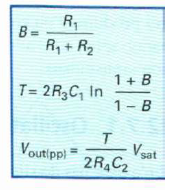 B = R₁ / (R₁ + R₂)
T = 2R₃C₁ ln (1 + B) / (1 − B)
Vout(pp) = T / (2R₄C₂) Vsat